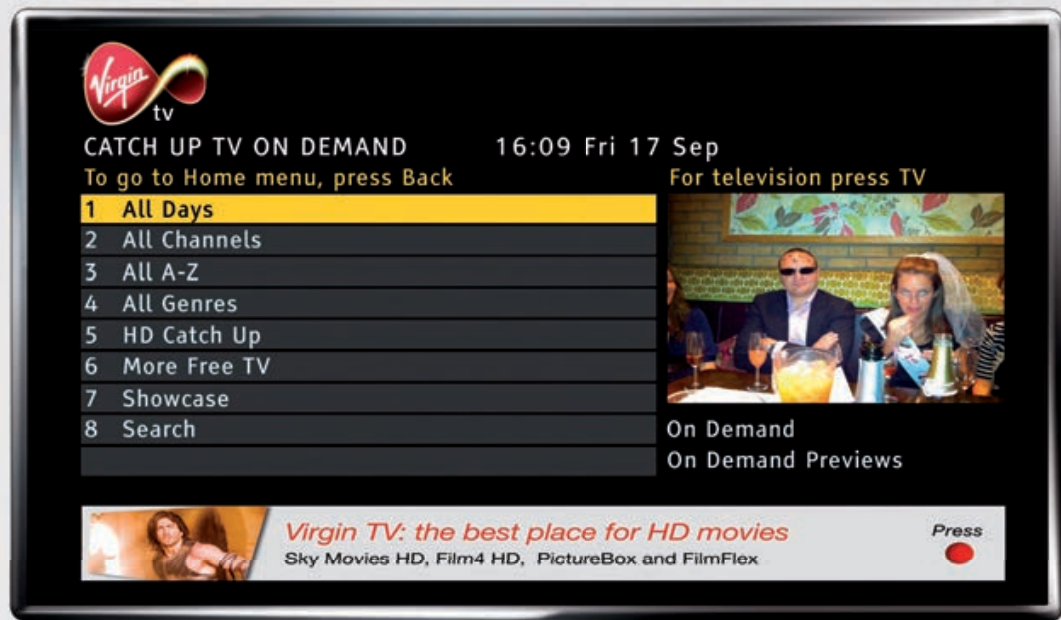 Virgin
tv
CATCH UP TV ON DEMAND 16:09 Fri 17 Sep
To go to Home menu, press Back
For television press TV
1 All Days
2 All Channels
3 All A-Z
4 All Genres
5 HD Catch Up
6 More Free TV
7 Showcase
8 Search
On Demand
On Demand Previews
Virgin TV: the best place for HD movies
Sky Movies HD, Film4 HD, PictureBox and FilmFlex
Press